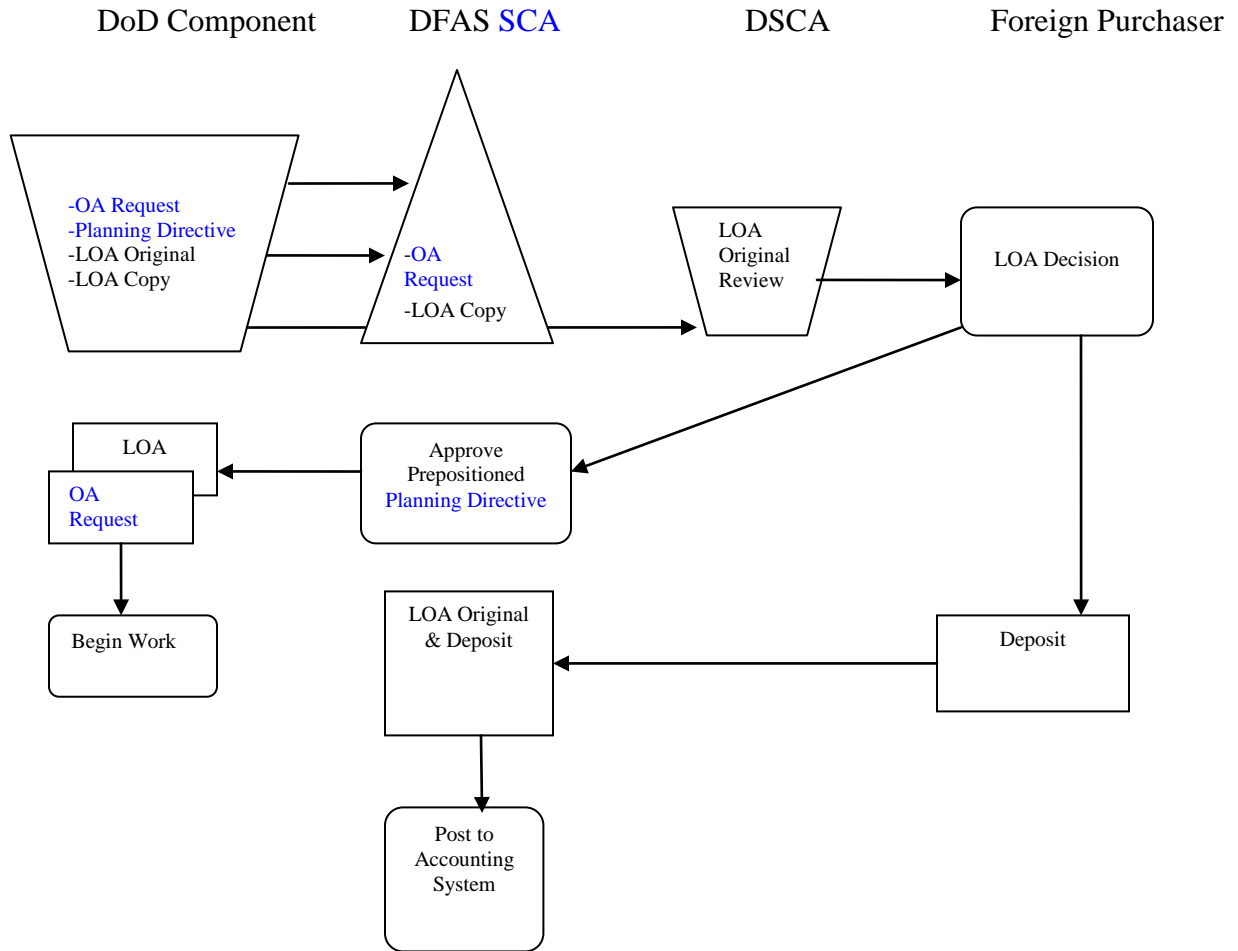 DoD Component DFAS SCA DSCA Foreign Purchaser
-OA Request
-Planning Directive
-LOA Original
-LOA Copy
-OA
Request
-LOA Copy
LOA
Original
Review
LOA Decision
LOA
OA
Request
Approve
Prepositioned
Planning Directive
Begin Work
LOA Original
& Deposit
Deposit
Post to
Accounting
System